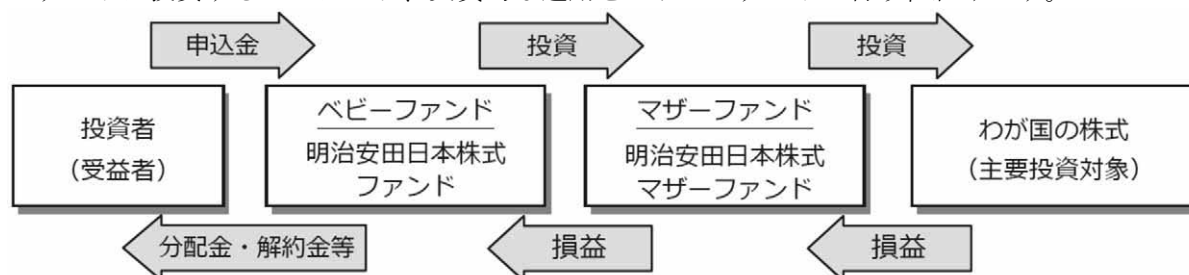 申込金
投資
投資
投資者
(受益者)
ベビーファンド
明治安田日本株式
ファンド
マザーファンド
明治安田日本株式
マザーファンド
わが国の株式
(主要投資対象)
分配金・解約金等
損益
損益